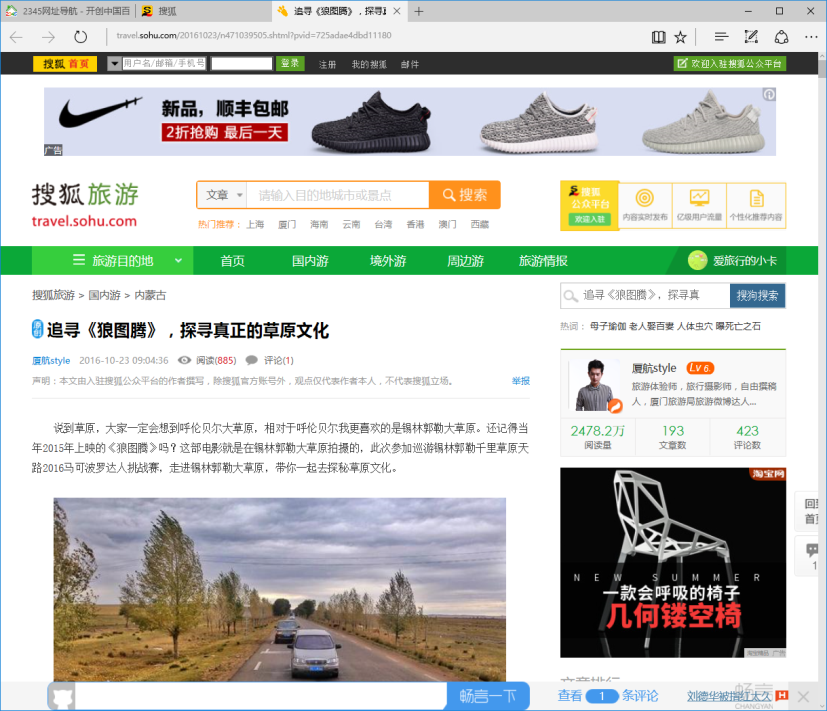 2345网址导航 - 开创中国百
搜狐
追寻《狼图腾》，探寻
travel.sohu.com/20161023/n471039505.shtml?pvid=725adae4dbd11180
搜狐 首页
用户名/邮箱/手机号
登录
注册
我的搜狐
邮件
欢迎入驻搜狐公众平台
新品，顺丰包邮
2折抢购 最后一天
广告
搜狐旅游
travel.sohu.com
文章
请输入目的地城市或景点
搜索
热门推荐： 上海 厦门 海南 云南 台湾 香港 澳门 西藏
搜狐
公众平台
欢迎入驻
内容实时发布
亿级用户流量
个性化推荐内容
旅游目的地
首页
国内游
境外游
周边游
旅游情报
爱旅行的小卡
搜狐旅游 > 国内游 > 内蒙古
追寻《狼图腾》，探寻真
搜狗搜索
热词： 母子瑜伽 老人娶百妻 人体虫穴 曝死亡之石
原创
追寻《狼图腾》，探寻真正的草原文化
厦航style 2016-10-23 09:04:36 阅读(885) 评论(1)
声明：本文由入驻搜狐公众平台的作者撰写，除搜狐官方账号外，观点仅代表作者本人，不代表搜狐立场。
举报
厦航style Lv 6
旅游体验师，旅行摄影师，自由撰稿
人，厦门旅游局旅游微博达人...
2478.2万
阅读量
193
文章数
423
评论数
说到草原，大家一定会想到呼伦贝尔大草原，相对于呼伦贝尔我更喜欢的是锡林郭勒大草原。还记得当
年2015年上映的《狼图腾》吗？这部电影就是在锡林郭勒大草原拍摄的，此次参加巡游锡林郭勒千里草原天
路2016马可波罗达人挑战赛，走进锡林郭勒大草原，带你一起去探秘草原文化。
淘宝网
NEW SUMMER
一款会呼吸的椅子
几何镂空椅
淘宝精品
广告
回到
首页
1
文章排行
畅言一下
查看 1 条评论
刘德华被指红太久
H
畅言
CHANGYAN